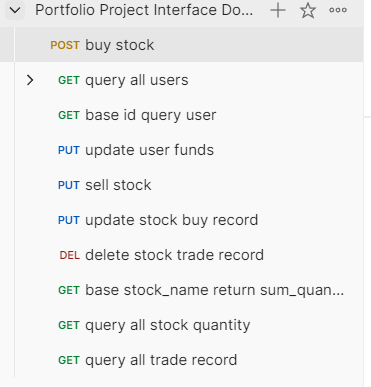 Portfolio Project Interface Do...
POST buy stock
GET query all users
GET base id query user
PUT update user funds
PUT sell stock
PUT update stock buy record
DEL delete stock trade record
GET base stock_name return sum_quan...
GET query all stock quantity
GET query all trade record